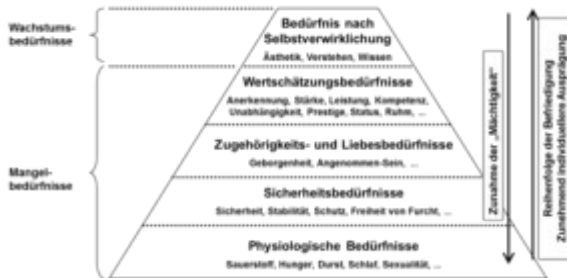 Wachstums-
bedürfnisse
Bedürfnis nach
Selbstverwirklichung
Ästhetik, Verstehen, Wissen
Wertschätzungsbedürfnisse
Anerkennung, Stärke, Leistung, Kompetenz,
Unabhängigkeit, Prestige, Status, Ruhm, ...
Zugehörigkeits- und Liebesbedürfnisse
Geborgenheit, Angenommen-Sein, ...
Mangel-
bedürfnisse
Sicherheitsbedürfnisse
Sicherheit, Stabilität, Schutz, Freiheit von Furcht, ...
Physiologische Bedürfnisse
Sauerstoff, Hunger, Durst, Schlaf, Sexualität, ...
Zunahme der „Mächtigkeit“
Reihenfolge der Befriedigung
Zunehmend individuellere Ausprägung